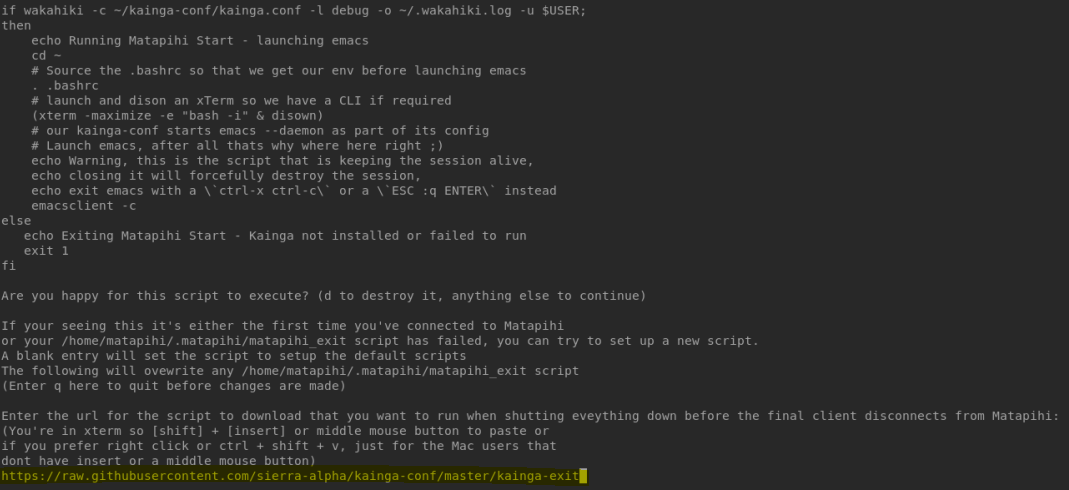 if wakahiki -c ~/kainga-conf/kainga.conf -l debug -o ~/.wakahiki.log -u $USER;
then
    echo Running Matapihi Start - launching emacs
    cd ~
    # Source the .bashrc so that we get our env before launching emacs
    . .bashrc
    # launch and dison an xTerm so we have a CLI if required
    (xterm -maximize -e "bash -i" & disown)
    # our kainga-conf starts emacs --daemon as part of its config
    # Launch emacs, after all thats why where here right ;)
    echo Warning, this is the script that is keeping the session alive,
    echo closing it will forcefully destroy the session,
    echo exit emacs with a \`ctrl-x ctrl-c\` or a \`ESC :q ENTER\` instead
    emacsclient -c
else
   echo Exiting Matapihi Start - Kainga not installed or failed to run
   exit 1
fi

Are you happy for this script to execute? (d to destroy it, anything else to continue)

If your seeing this it's either the first time you've connected to Matapihi
or your /home/matapihi/.matapihi/matapihi_exit script has failed, you can try to set up a new script.
A blank entry will set the script to setup the default scripts
The following will ovewrite any /home/matapihi/.matapihi/matapihi_exit script
(Enter q here to quit before changes are made)

Enter the url for the script to download that you want to run when shutting eveything down before the final client disconnects from Matapihi:
(You're in xterm so [shift] + [insert] or middle mouse button to paste or
if you prefer right click or ctrl + shift + v, just for the Mac users that
dont have insert or a middle mouse button)
https://raw.githubusercontent.com/sierra-alpha/kainga-conf/master/kainga-exit